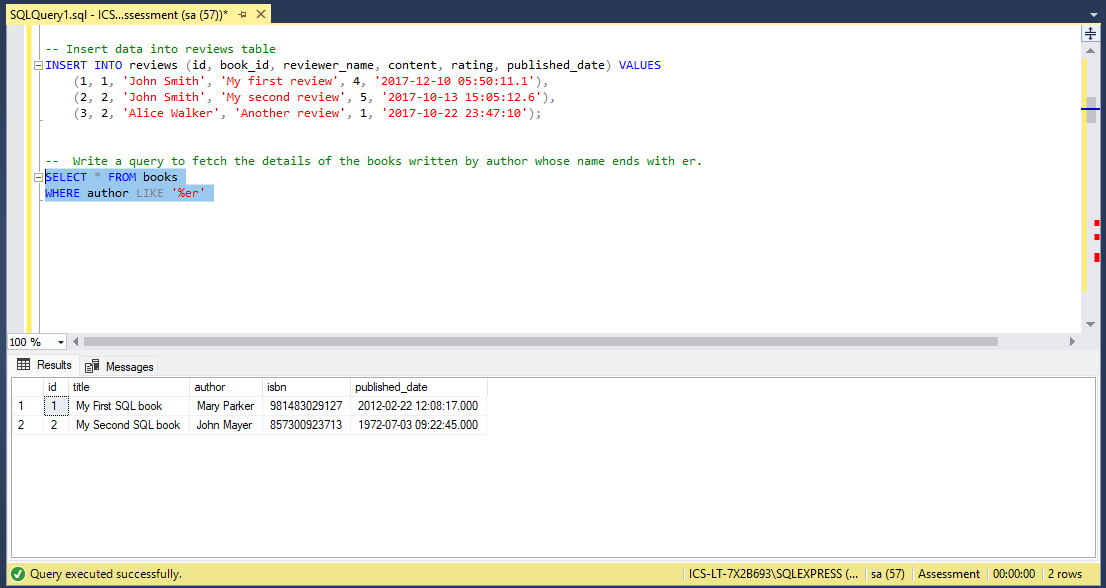 SQLQuery1.sql - ICS...ssessment (sa (57))*
-- Insert data into reviews table
INSERT INTO reviews (id, book_id, reviewer_name, content, rating, published_date) VALUES
(1, 1, 'John Smith', 'My first review', 4, '2017-12-10 05:50:11.1'),
(2, 2, 'John Smith', 'My second review', 5, '2017-10-13 15:05:12.6'),
(3, 2, 'Alice Walker', 'Another review', 1, '2017-10-22 23:47:10');
--  Write a query to fetch the details of the books written by author whose name ends with er.
SELECT * FROM books
WHERE author LIKE '%er'
100 %
Results Messages
id title author isbn published_date
1 1 My First SQL book Mary Parker 981483029127 2012-02-22 12:08:17.000
2 2 My Second SQL book John Mayer 857300923713 1972-07-03 09:22:45.000
Query executed successfully. ICS-LT-7X2B693\SQLEXPRESS (... sa (57) Assessment 00:00:00 2 rows